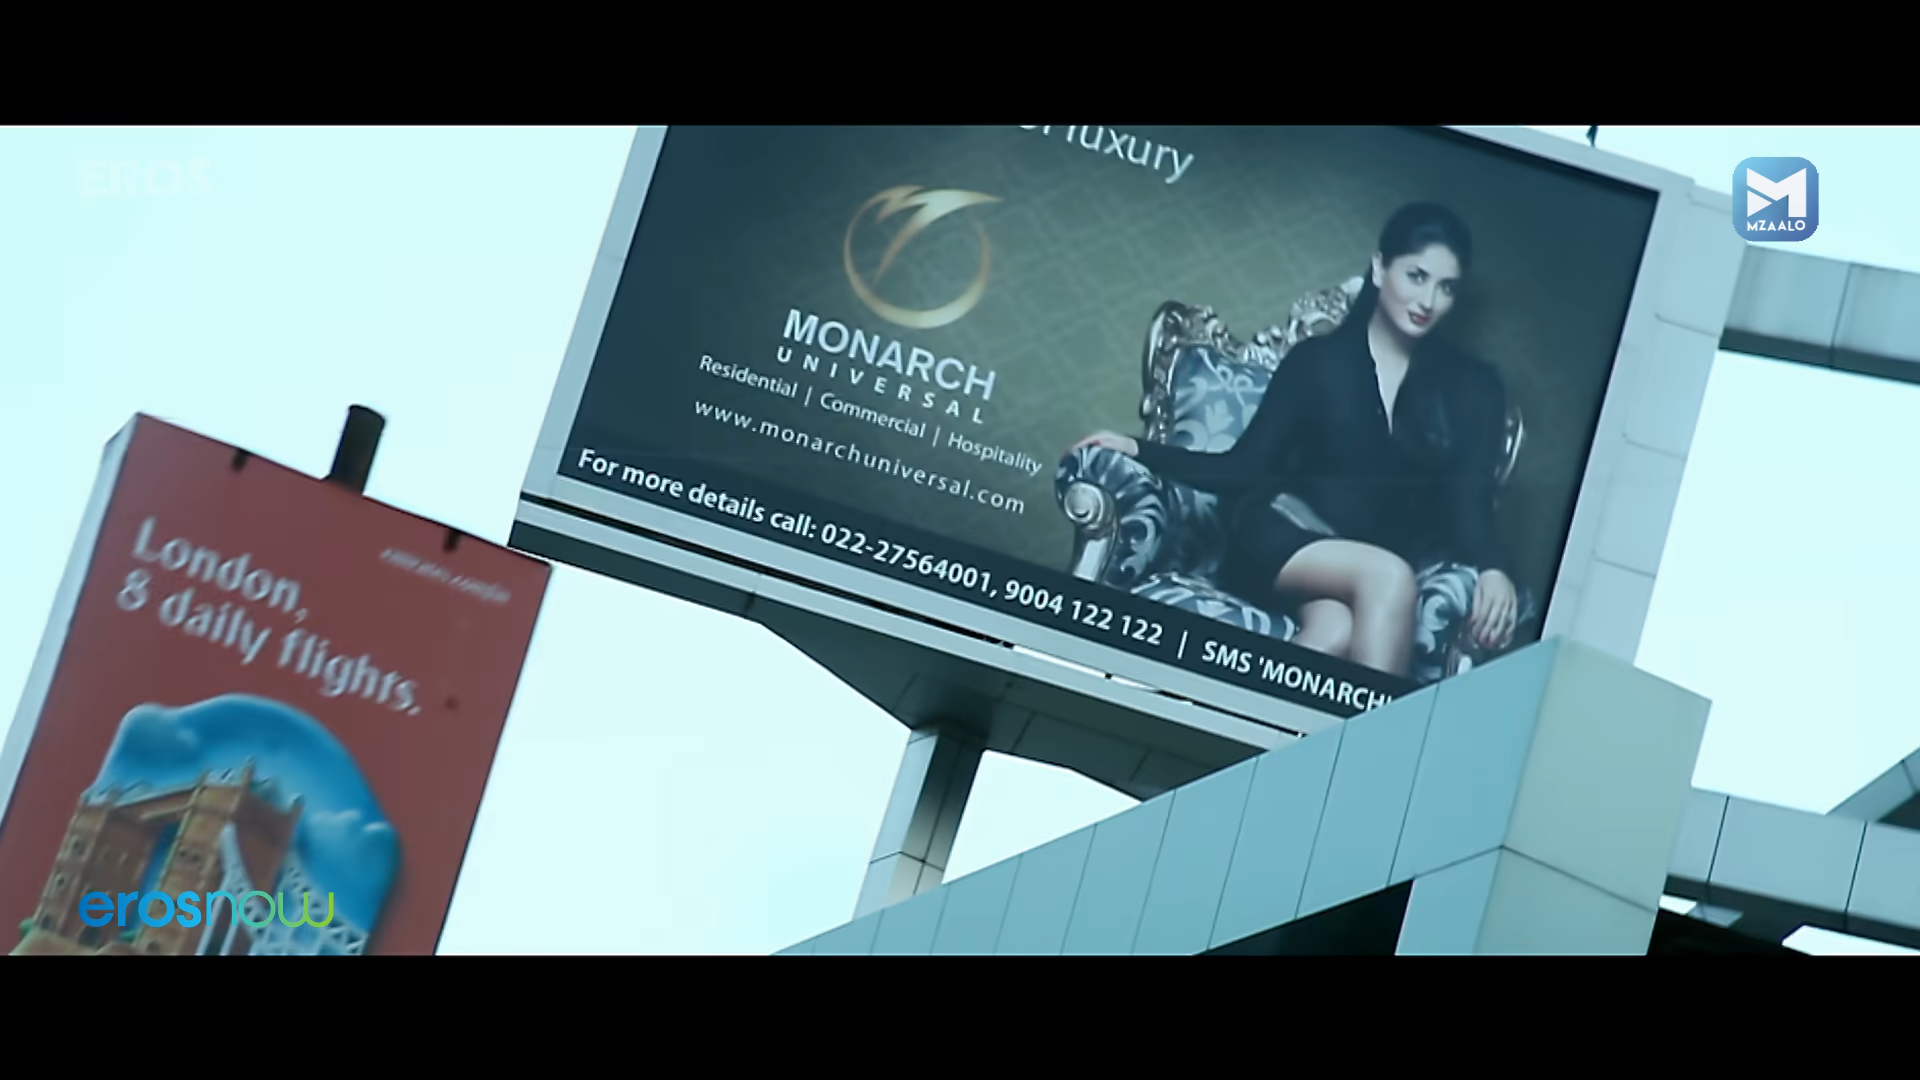 EROS
of luxury
MZAALO
MONARCH
UNIVERSAL
Residential | Commercial | Hospitality
www.monarchuniversal.com
For more details call: 022-27564001, 9004 122 122 | SMS 'MONARCH'
London,
8 daily flights.
erosnow